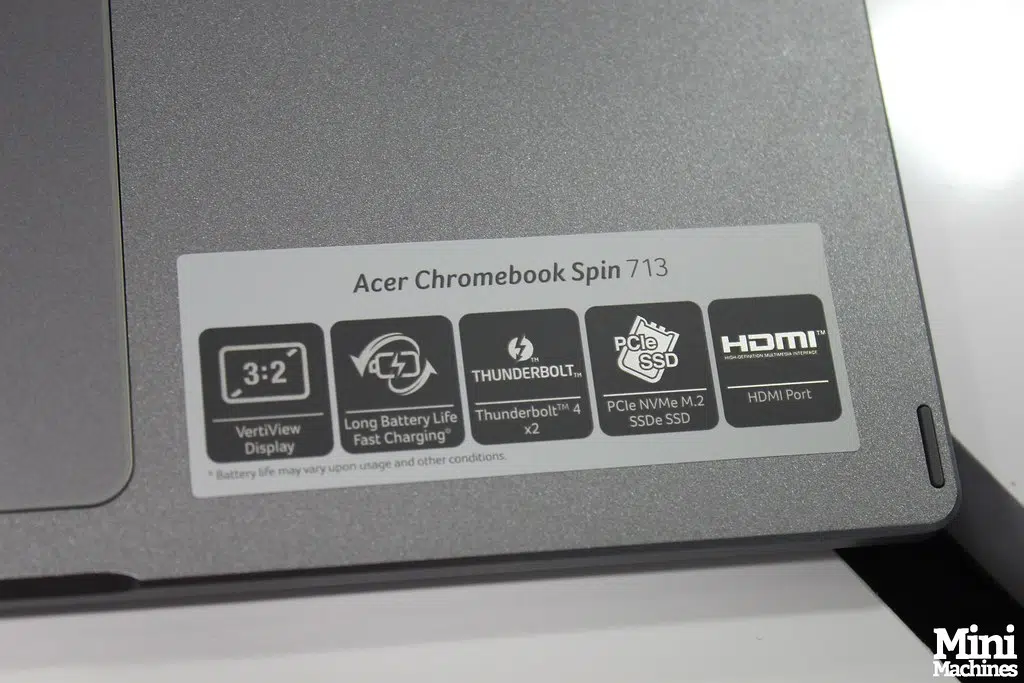 Acer Chromebook Spin 713
3:2
VertiView
Display
Long Battery Life
Fast Charging*
THUNDERBOLT™
Thunderbolt™ 4
x2
PCIe
SSD
PCIe NVMe M.2
SSDe SSD
HDMI™
HIGH-DEFINITION MULTIMEDIA INTERFACE
HDMI Port
* Battery life may vary upon usage and other conditions.
Mini
Machines